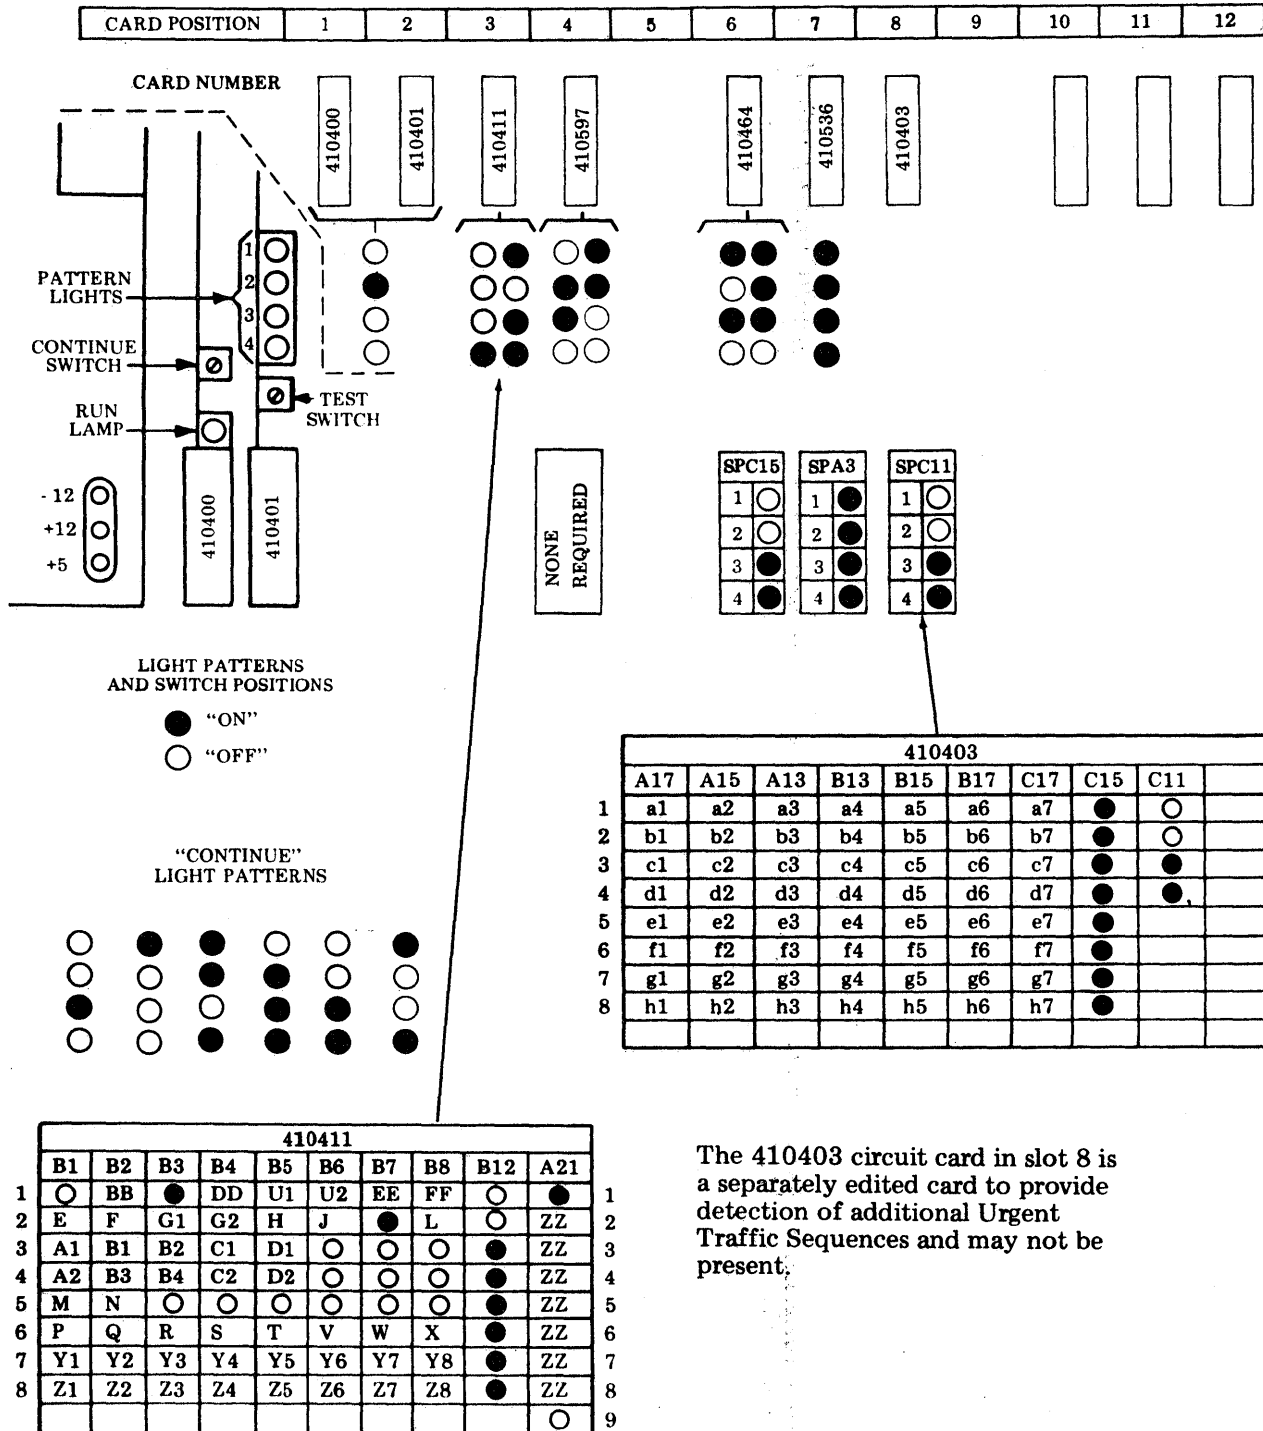 CARD POSITION 1 2 3 4 5 6 7 8 9 10 11 12
CARD NUMBER
410400
410401
410411
410597
410464
410536
410403
PATTERN
LIGHTS
1
2
3
4
CONTINUE
SWITCH
TEST
SWITCH
RUN
LAMP
- 12
+12
+5
410400
410401
NONE
REQUIRED
SPC15
1
2
3
4
SPA3
1
2
3
4
SPC11
1
2
3
4
LIGHT PATTERNS
AND SWITCH POSITIONS
"ON"
"OFF"
"CONTINUE"
LIGHT PATTERNS
410403
A17 A15 A13 B13 B15 B17 C17 C15 C11
1 a1 a2 a3 a4 a5 a6 a7
2 b1 b2 b3 b4 b5 b6 b7
3 c1 c2 c3 c4 c5 c6 c7
4 d1 d2 d3 d4 d5 d6 d7
5 e1 e2 e3 e4 e5 e6 e7
6 f1 f2 f3 f4 f5 f6 f7
7 g1 g2 g3 g4 g5 g6 g7
8 h1 h2 h3 h4 h5 h6 h7
410411
B1 B2 B3 B4 B5 B6 B7 B8 B12 A21
1 BB DD U1 U2 EE FF 1
2 E F G1 G2 H J L ZZ 2
3 A1 B1 B2 C1 D1 ZZ 3
4 A2 B3 B4 C2 D2 ZZ 4
5 M N ZZ 5
6 P Q R S T V W X ZZ 6
7 Y1 Y2 Y3 Y4 Y5 Y6 Y7 Y8 ZZ 7
8 Z1 Z2 Z3 Z4 Z5 Z6 Z7 Z8 ZZ 8
9
The 410403 circuit card in slot 8 is
a separately edited card to provide
detection of additional Urgent
Traffic Sequences and may not be
present.